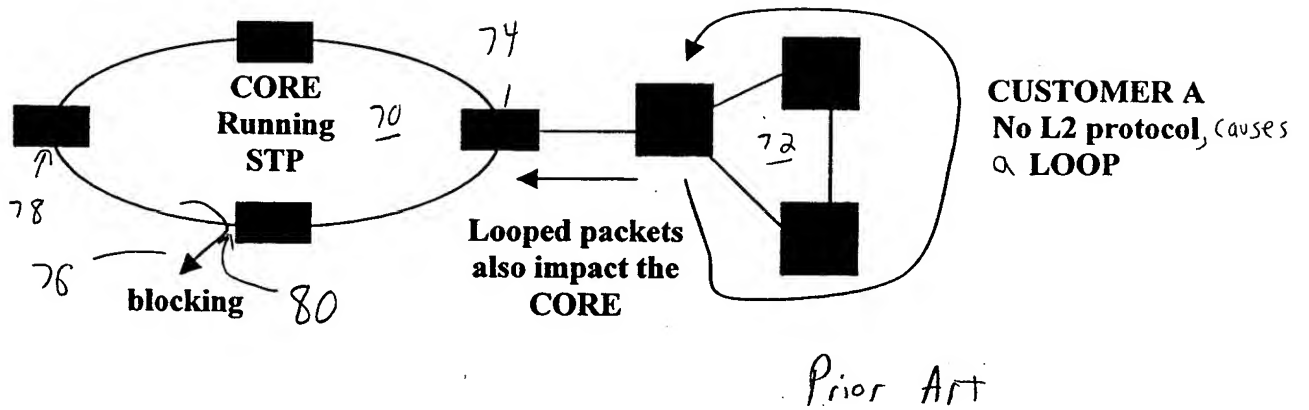 74
CORE
Running
STP
70
CUSTOMER A
No L2 protocol, causes
a LOOP
72
78
76
blocking
80
Looped packets
also impact the
CORE
Prior Art